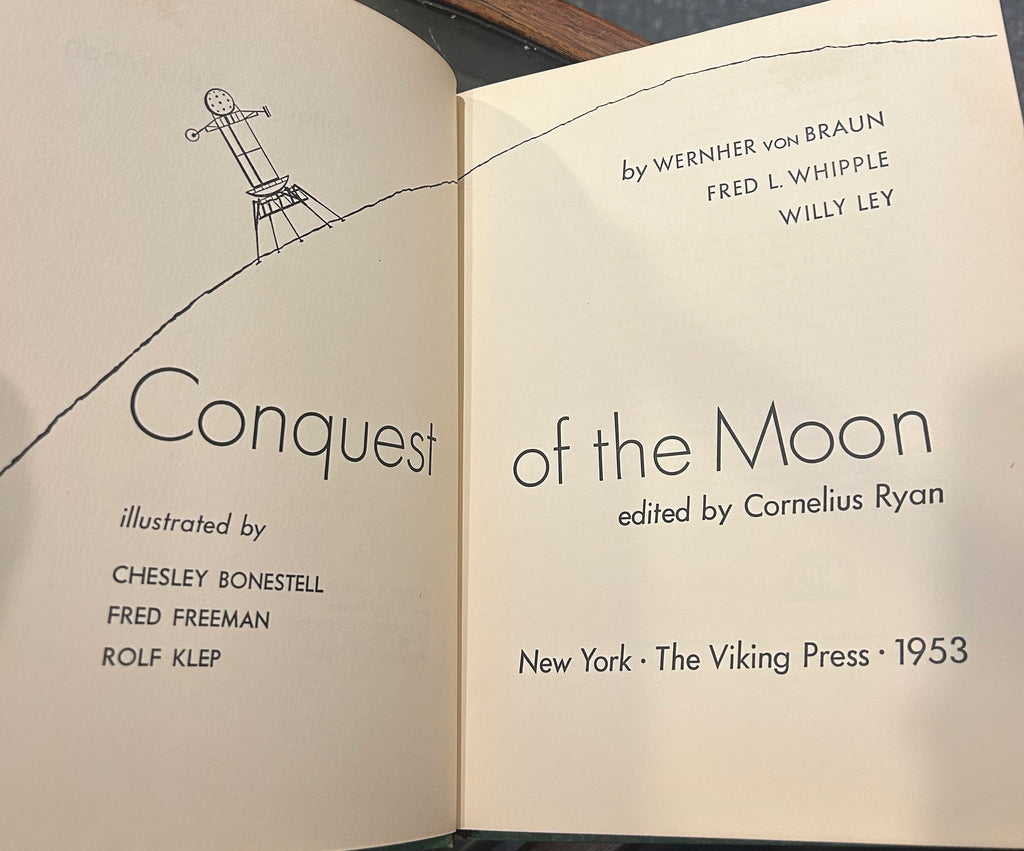 Conquest
illustrated by
CHESLEY BONESTELL
FRED FREEMAN
ROLF KLEP
by WERNHER VON BRAUN
FRED L. WHIPPLE
WILLY LEY
of the Moon
edited by Cornelius Ryan
New York · The Viking Press · 1953